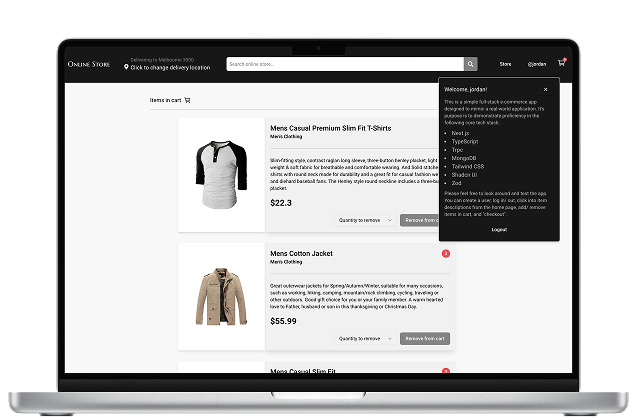 ONLINE STORE
Delivering to Melbourne 3000
Click to change delivery location
Search online store...
Store
@jordan
Items in cart
Mens Casual Premium Slim Fit T-Shirts
Mens Clothing
Slim-fitting style, contrast raglan long sleeve, three-button henley placket, light
weight & soft fabric for breathable and comfortable wearing. And Solid stitched
shirts with round neck made for durability and a great fit for casual fashion wear
and diehard baseball fans. The Henley style round neckline includes a three-button
placket.
$22.3
Quantity to remove
Remove from cart
Welcome, jordan!
This is a simple full-stack e-commerce app
designed to mimic a real world application. It's
purpose is to demonstrate proficiency in the
following core tech stack:
• Next js
• TypeScript
• Trpc
• MongoDB
• Tailwind CSS
• Shadcn UI
• Zod
Please feel free to look around and test the app.
You can create a user, log in/ out, click into item
descriptions from the home page, add/ remove
items in cart, and "checkout".
Logout
Mens Cotton Jacket
Mens Clothing
Great outerwear jackets for Spring/Autumn/Winter, suitable for many occasions,
such as working, hiking, camping, mountain/rock climbing, cycling, traveling or
other outdoors. Good gift choice for you or your family member. A warm hearted
love to Father, husband or son in this thanksgiving or Christmas Day.
$55.99
Quantity to remove
Remove from cart
Mens Casual Slim Fit